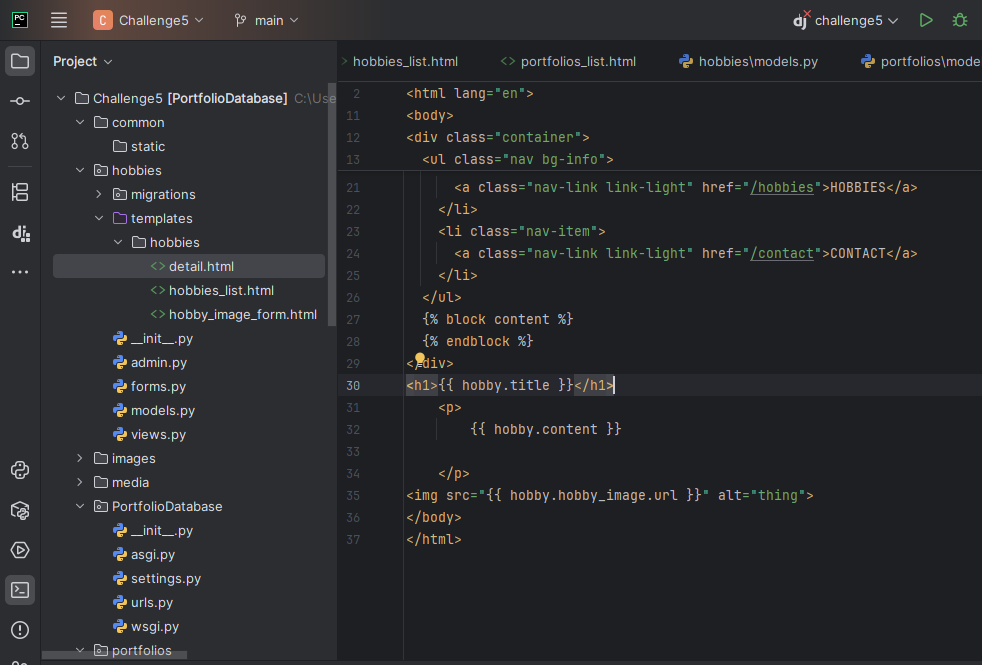 PC
C Challenge5
main
dj challenge5
Project
hobbies_list.html
<> portfolios_list.html
hobbies\models.py
portfolios\mode
Challenge5 [PortfolioDatabase] C:\Use
common
static
hobbies
migrations
templates
hobbies
<> detail.html
<> hobbies_list.html
<> hobby_image_form.html
__init__.py
admin.py
forms.py
models.py
views.py
images
media
PortfolioDatabase
__init__.py
asgi.py
settings.py
urls.py
wsgi.py
portfolios
dj
2 <html lang="en">
11 <body>
12 <div class="container">
13 <ul class="nav bg-info">
21 <a class="nav-link link-light" href="/hobbies">HOBBIES</a>
22 </li>
23 <li class="nav-item">
24 <a class="nav-link link-light" href="/contact">CONTACT</a>
25 </li>
26 </ul>
27 {% block content %}
28 {% endblock %}
29 </div>
30 <h1>{{ hobby.title }}</h1>
31 <p>
32 {{ hobby.content }}
33
34 </p>
35 <img src="{{ hobby.hobby_image.url }}" alt="thing">
36 </body>
37 </html>